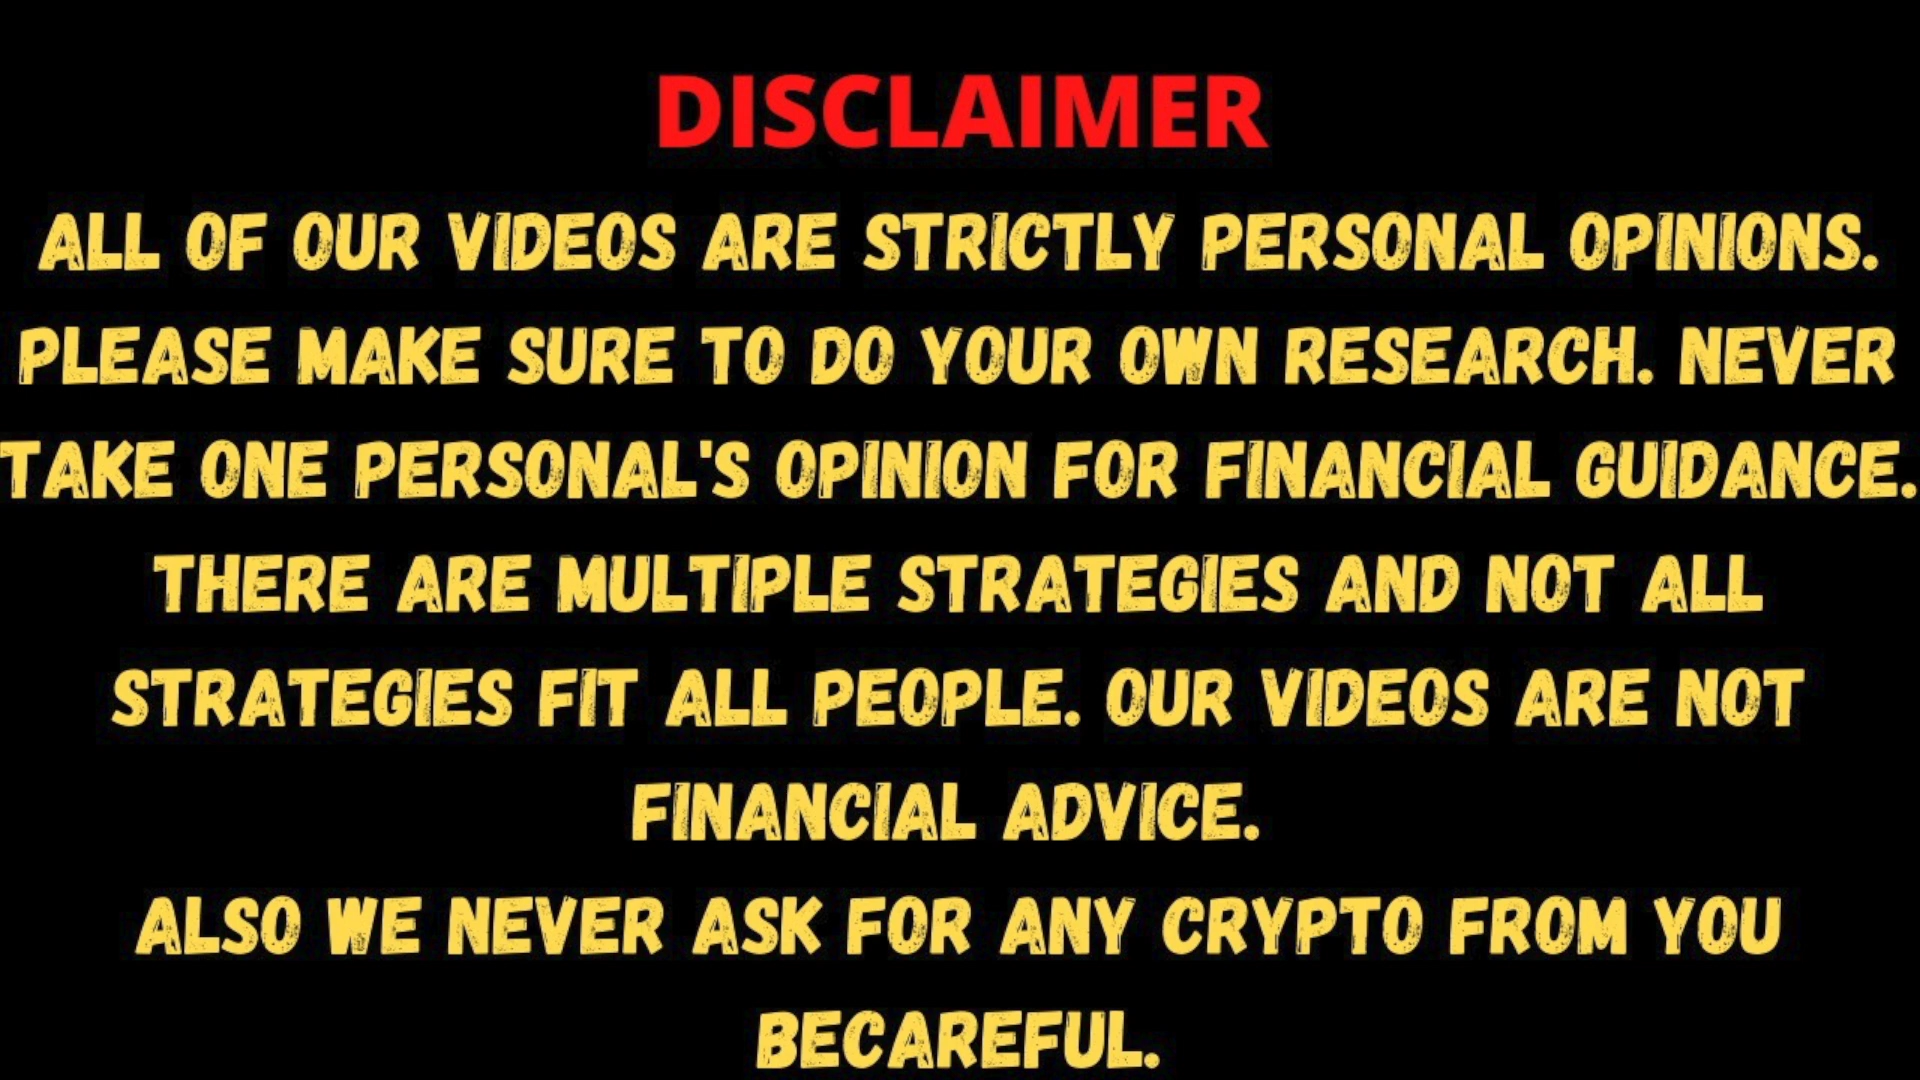 DISCLAIMER
ALL OF OUR VIDEOS ARE STRICTLY PERSONAL OPINIONS.
PLEASE MAKE SURE TO DO YOUR OWN RESEARCH. NEVER
TAKE ONE PERSONAL'S OPINION FOR FINANCIAL GUIDANCE.
THERE ARE MULTIPLE STRATEGIES AND NOT ALL
STRATEGIES FIT ALL PEOPLE. OUR VIDEOS ARE NOT
FINANCIAL ADVICE.
ALSO WE NEVER ASK FOR ANY CRYPTO FROM YOU
BECAREFUL.